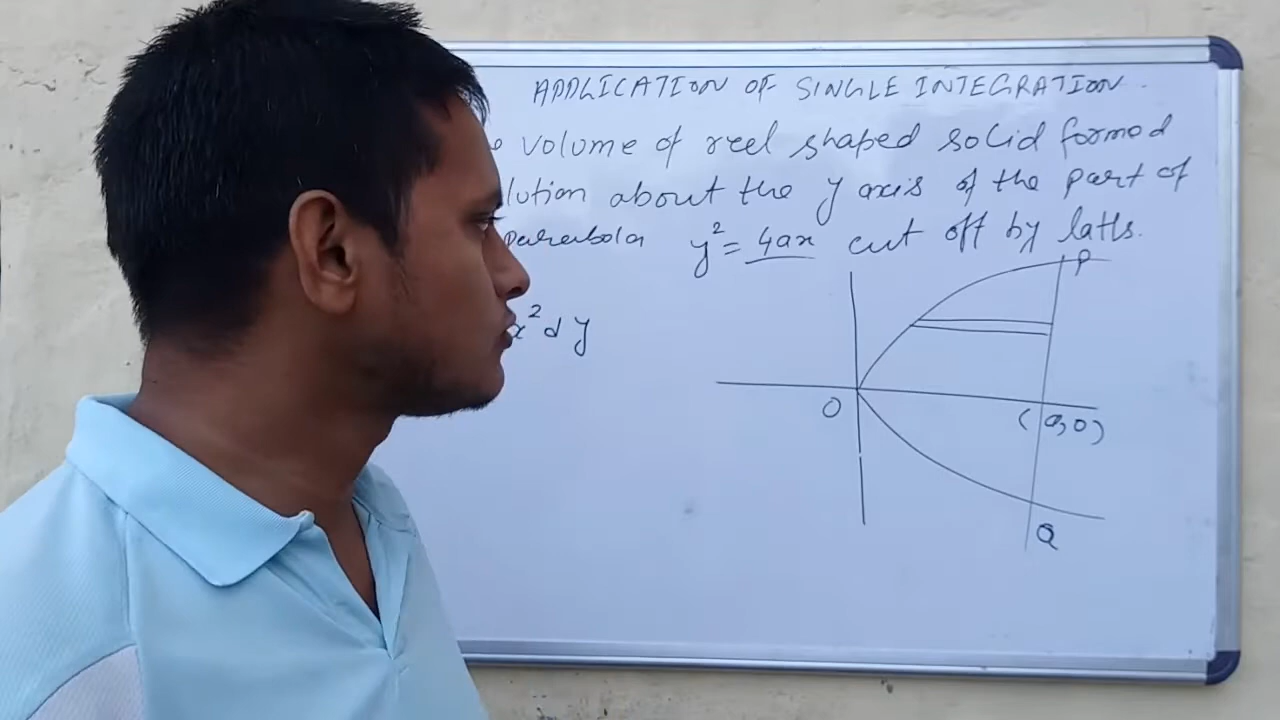 APPLICATION OF SINGLE INTEGRATION
volume of reel shaped solid formed
lution about the y axis of the part of
parabola y² = 4ax cut off by latls.
x²dy
P
O
(a,0)
Q